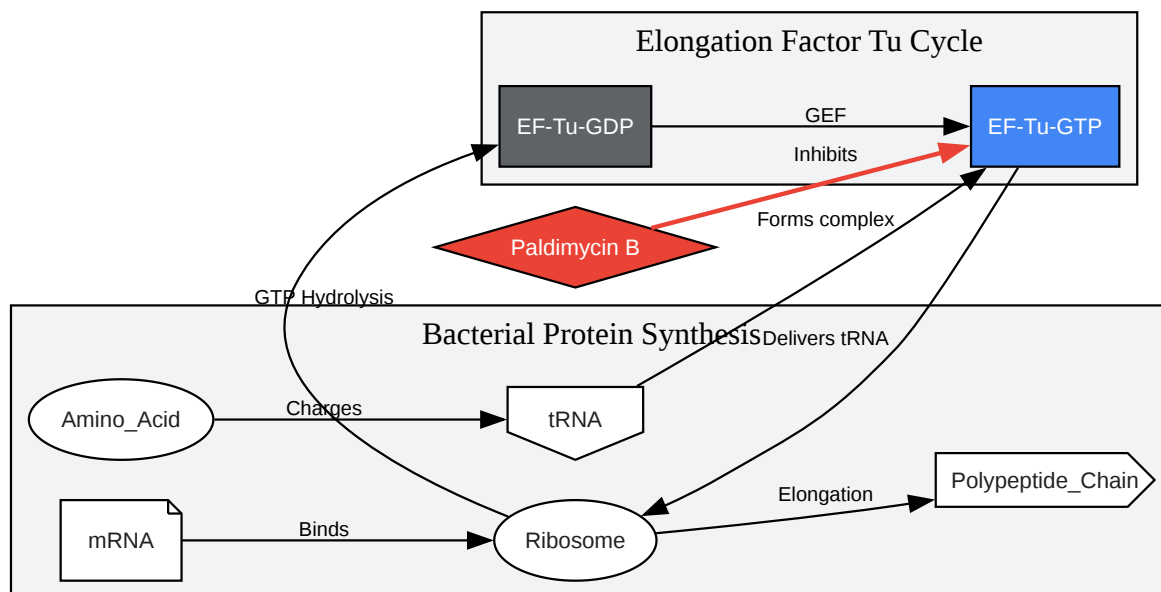 Elongation Factor Tu Cycle
EF-Tu-GDP
GEF
EF-Tu-GTP
Inhibits
Paldimycin B
Forms complex
GTP Hydrolysis
Bacterial Protein Synthesis
Delivers tRNA
Amino_Acid
Charges
tRNA
Polypeptide_Chain
Elongation
mRNA
Binds
Ribosome